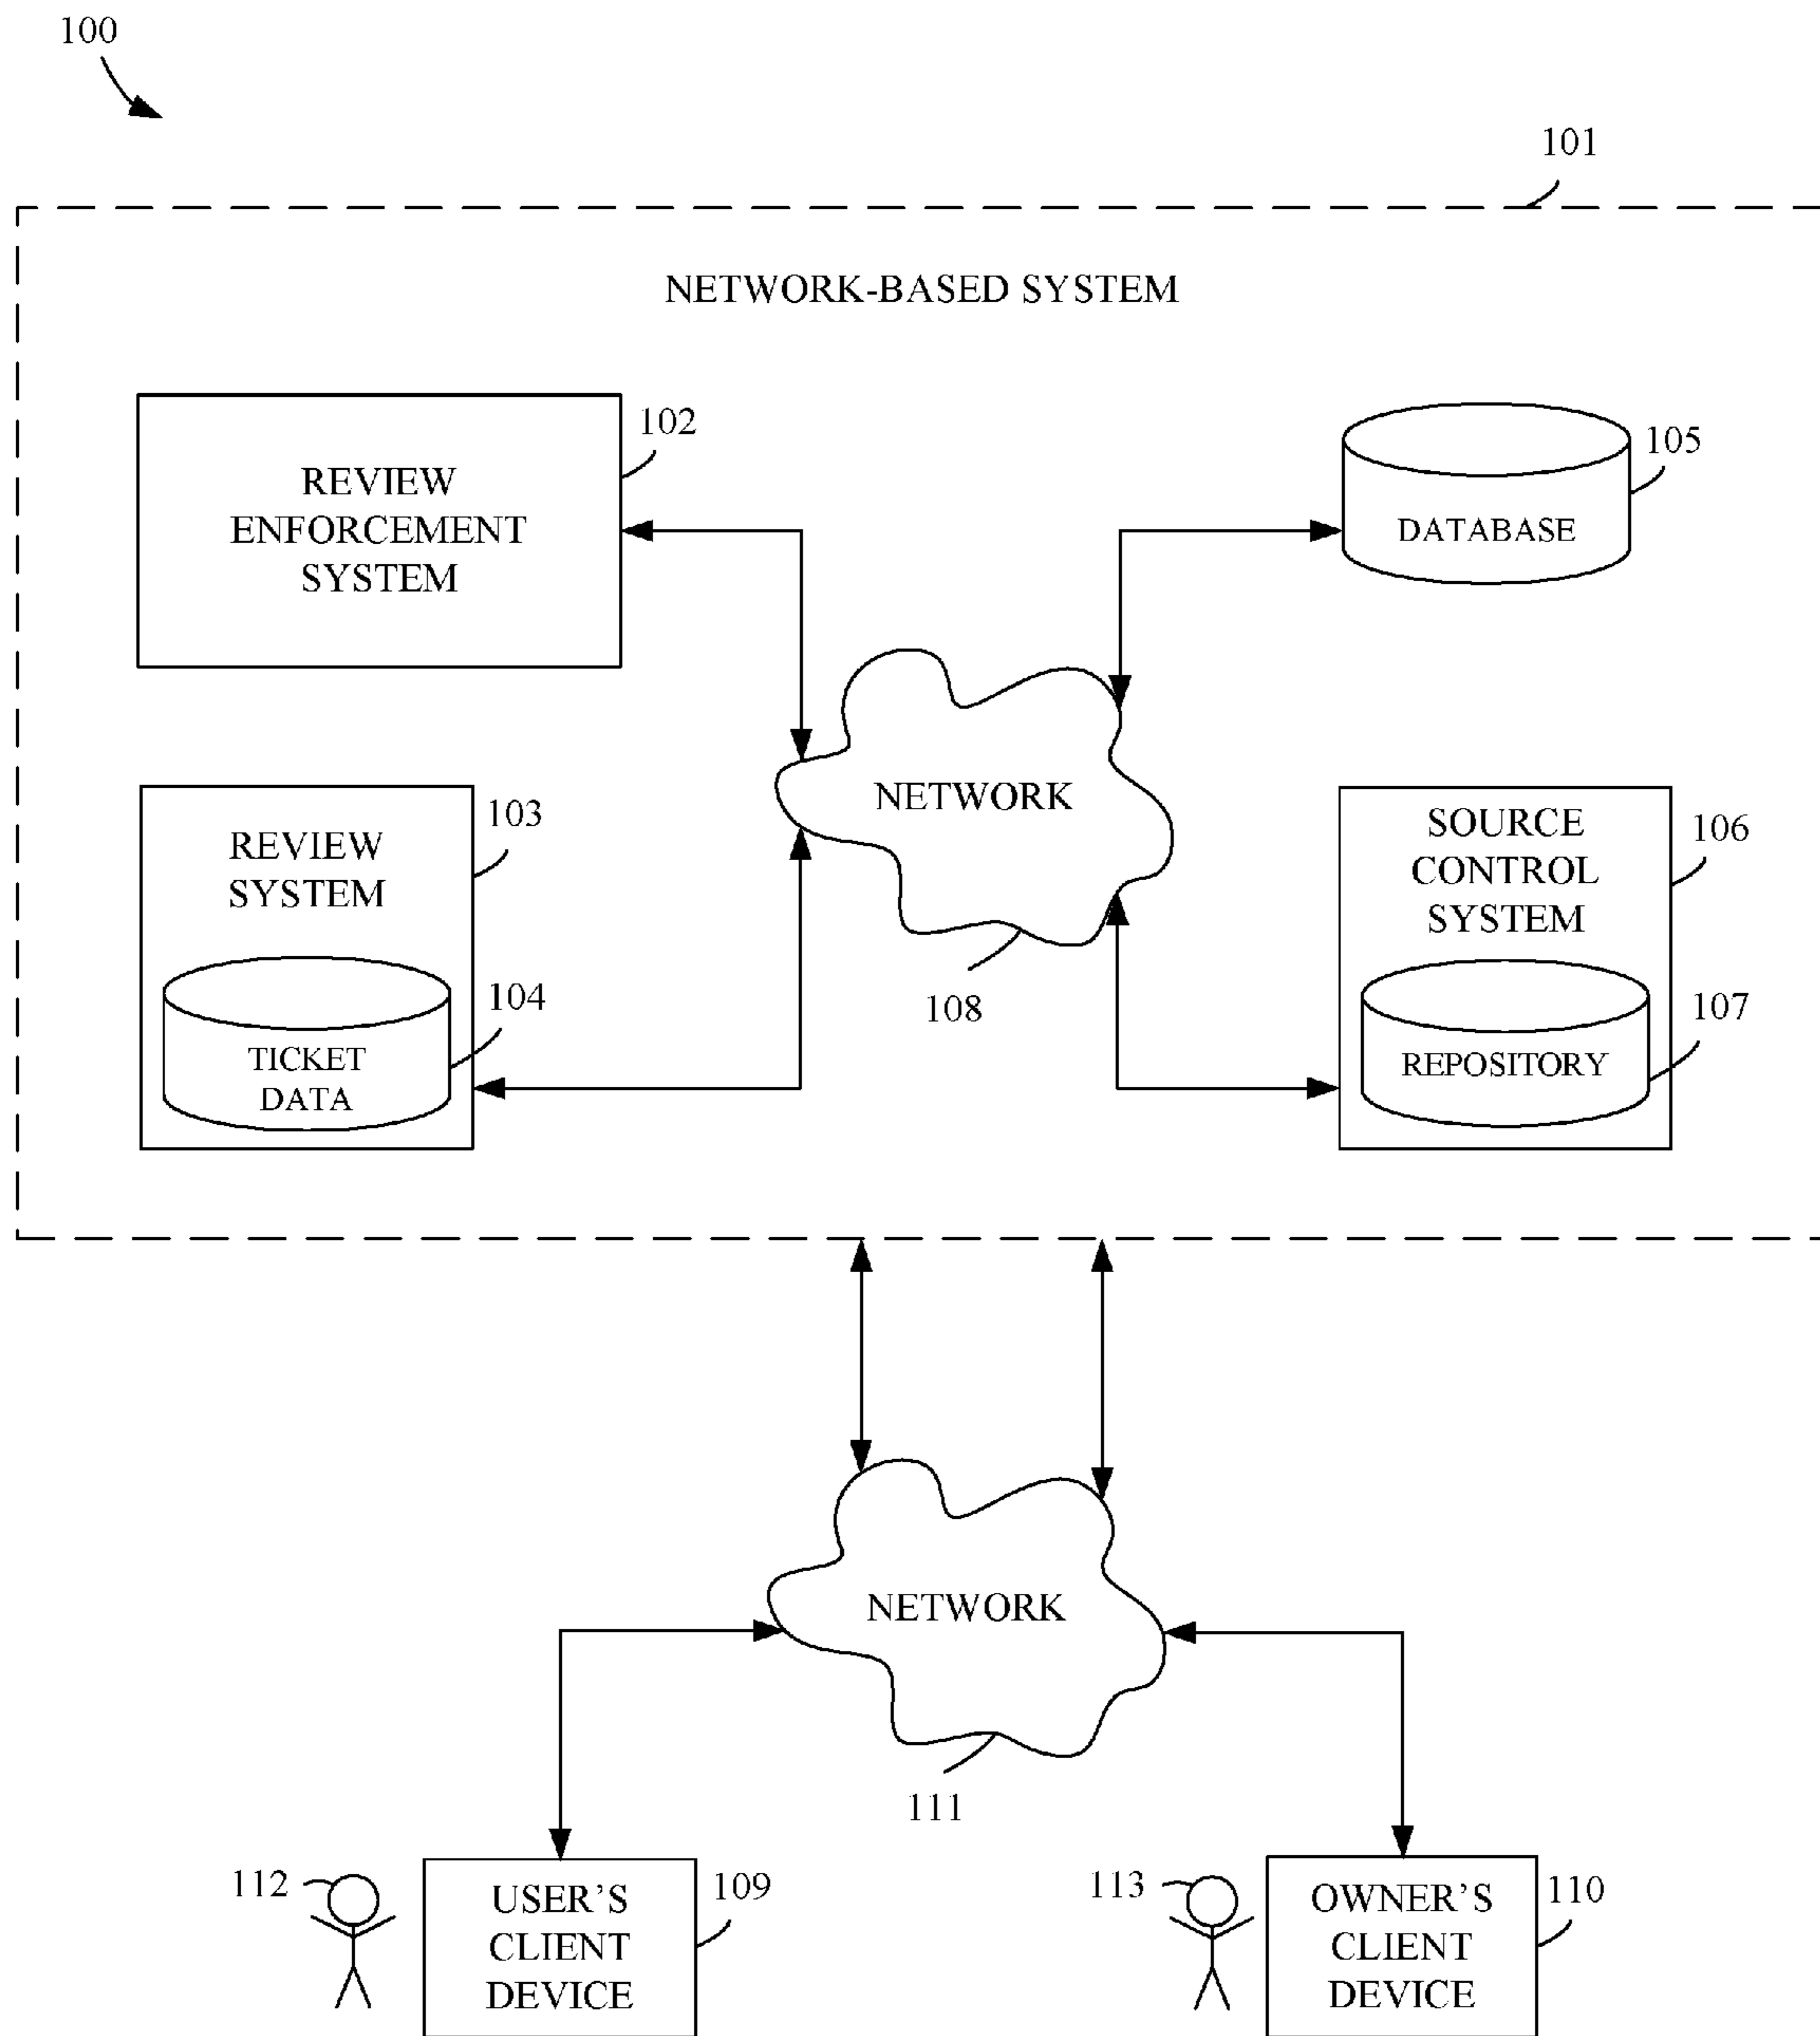 100
101
NETWORK-BASED SYSTEM
102
REVIEW
ENFORCEMENT
SYSTEM
105
DATABASE
NETWORK
108
103
REVIEW
SYSTEM
104
TICKET
DATA
SOURCE
CONTROL
SYSTEM
106
107
REPOSITORY
NETWORK
111
112
USER'S
CLIENT
DEVICE
109
113
OWNER'S
CLIENT
DEVICE
110